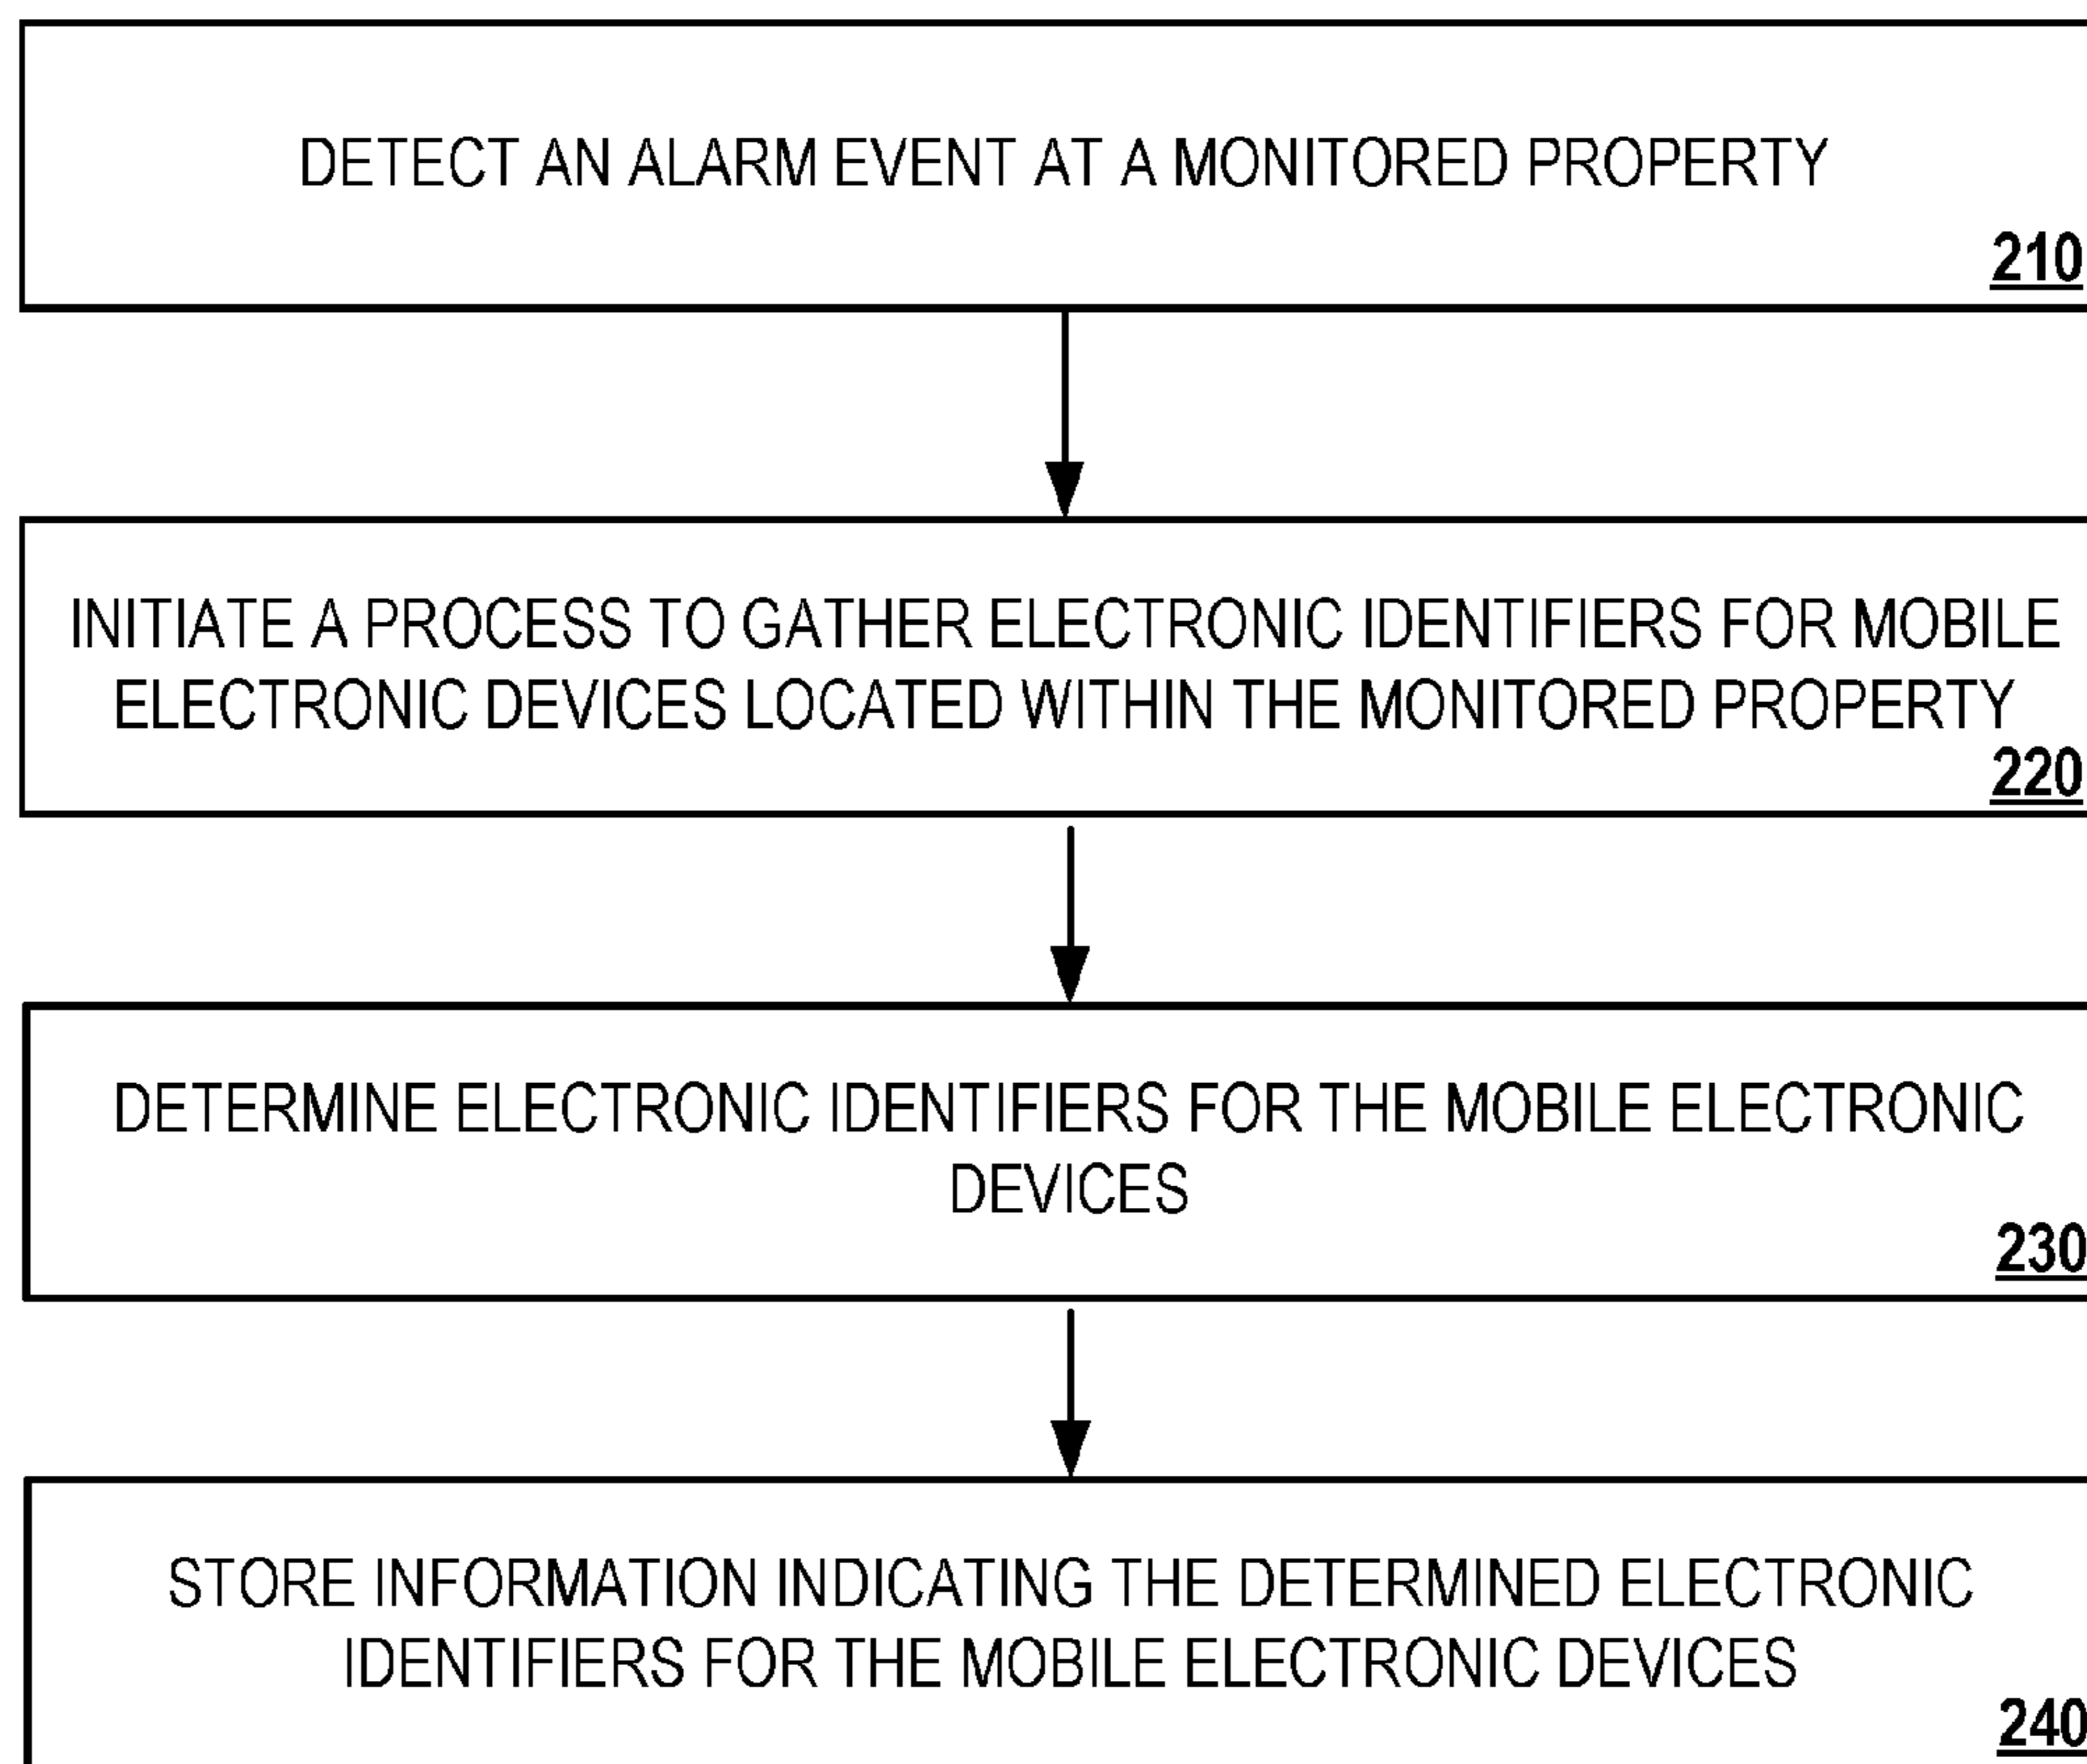 DETECT AN ALARM EVENT AT A MONITORED PROPERTY
210
INITIATE A PROCESS TO GATHER ELECTRONIC IDENTIFIERS FOR MOBILE
ELECTRONIC DEVICES LOCATED WITHIN THE MONITORED PROPERTY
220
DETERMINE ELECTRONIC IDENTIFIERS FOR THE MOBILE ELECTRONIC
DEVICES
230
STORE INFORMATION INDICATING THE DETERMINED ELECTRONIC
IDENTIFIERS FOR THE MOBILE ELECTRONIC DEVICES
240